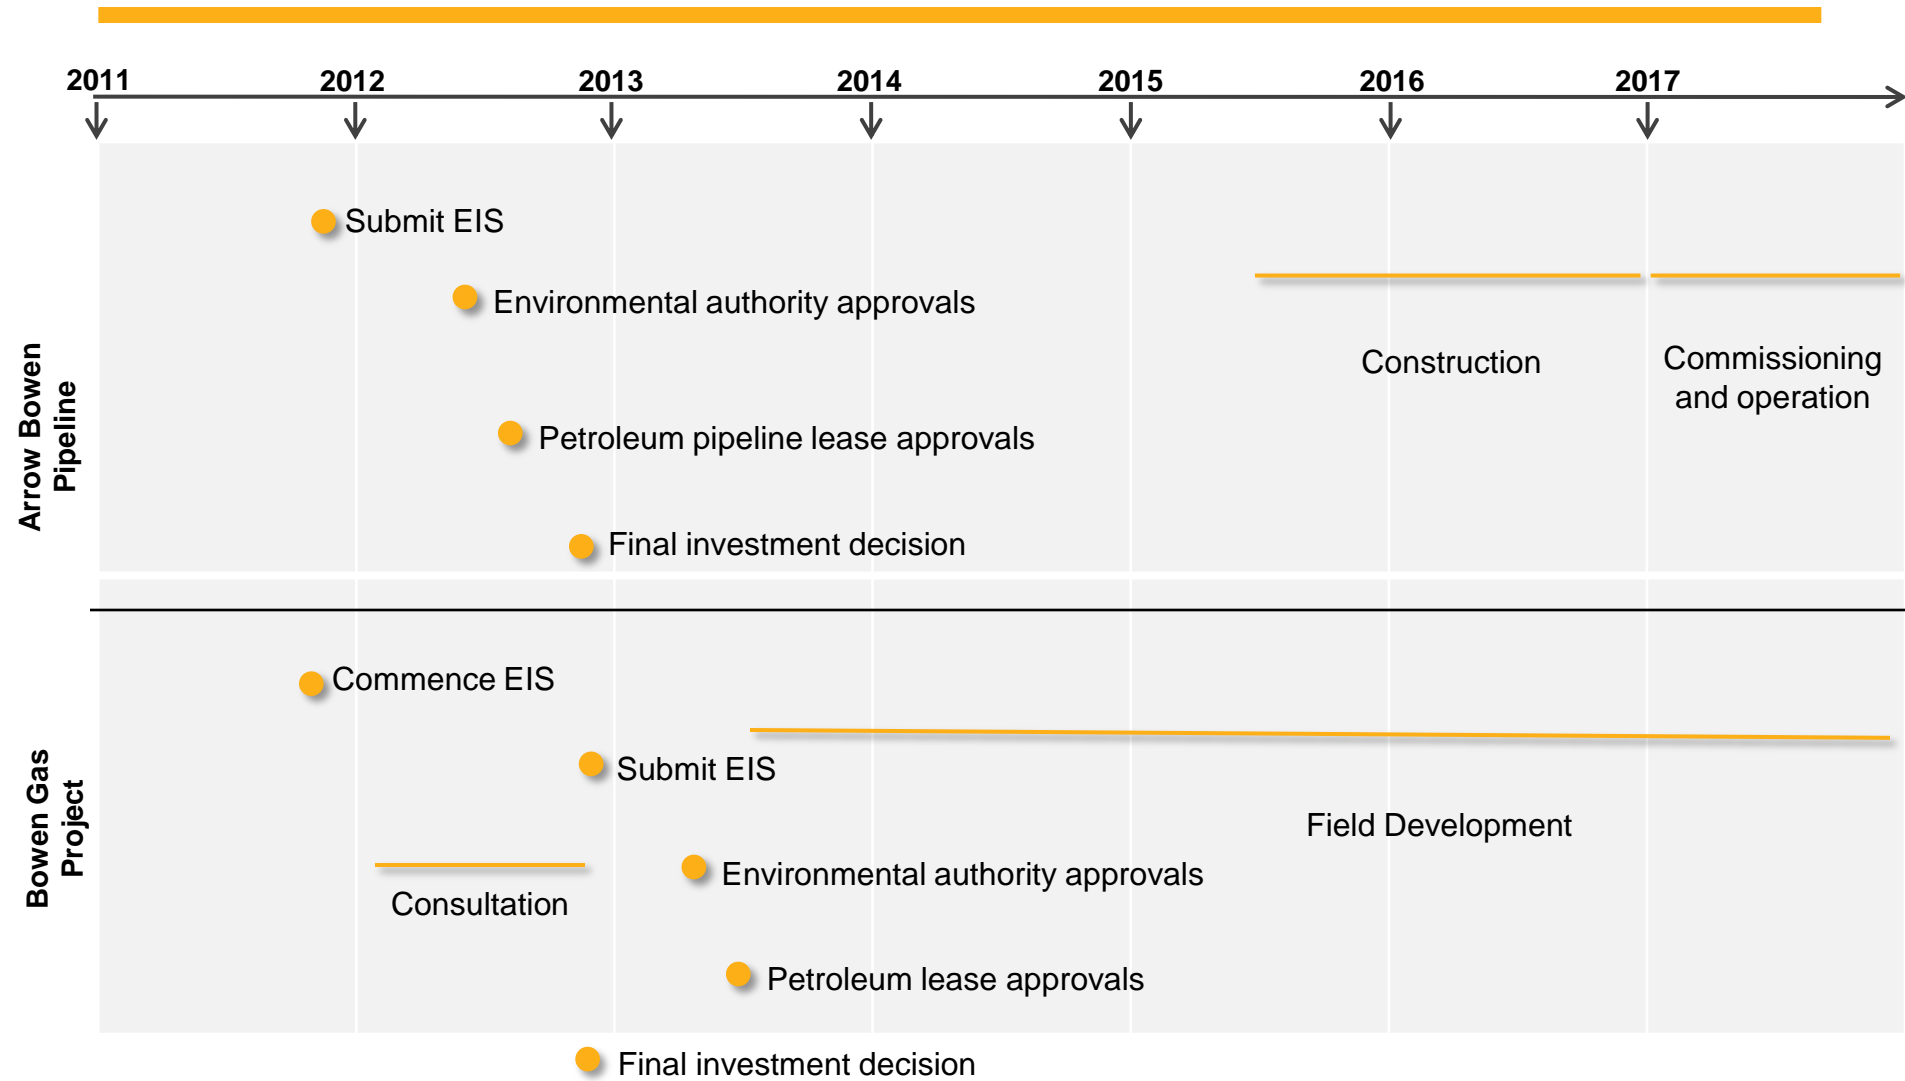 2011 2012 2013 2014 2015 2016 2017
Arrow Bowen
Pipeline
Submit EIS
Environmental authority approvals
Petroleum pipeline lease approvals
Final investment decision
Construction
Commissioning
and operation
Bowen Gas
Project
Commence EIS
Submit EIS
Consultation
Environmental authority approvals
Petroleum lease approvals
Final investment decision
Field Development